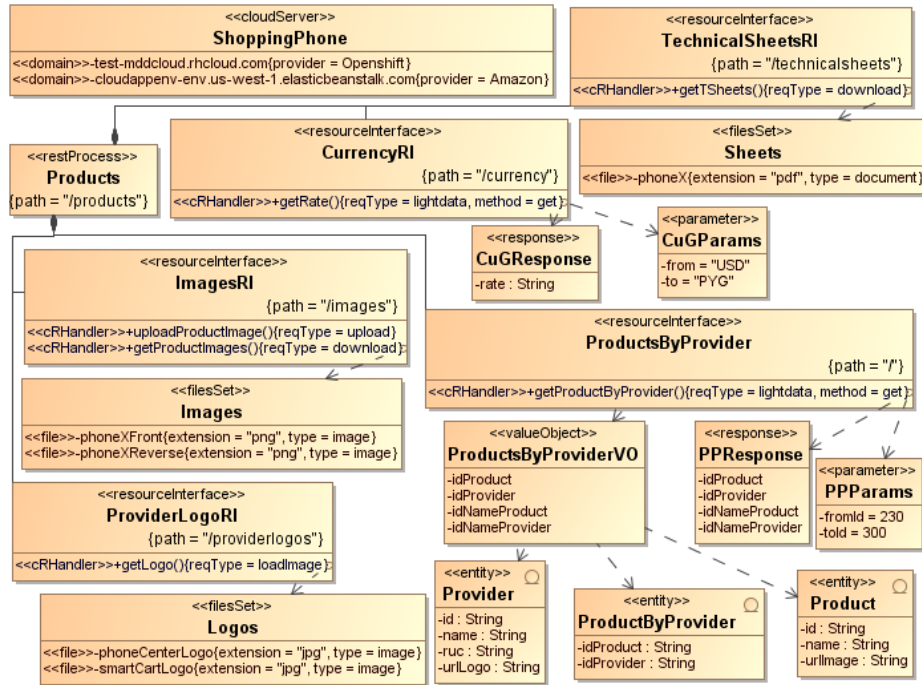 <<cloudServer>>
ShoppingPhone
<<domain>>-test-mddcloud.rhcloud.com{provider = Openshift}
<<domain>>-cloudappenv-env.us-west-1.elasticbeanstalk.com{provider = Amazon}
<<resourceInterface>>
TechnicalSheetsRI
{path = "/technicalsheets"}
<<cRHandler>>+getTSheets(){reqType = download}
<<restProcess>>
Products
{path = "/products"}
<<resourceInterface>>
CurrencyRI
{path = "/currency"}
<<cRHandler>>+getRate(){reqType = lightdata, method = get}
<<filesSet>>
Sheets
<<file>>-phoneX{extension = "pdf", type = document}
<<response>>
CuGResponse
-rate : String
<<parameter>>
CuGParams
-from = "USD"
-to = "PYG"
<<resourceInterface>>
ImagesRI
{path = "/images"}
<<cRHandler>>+uploadProductImage(){reqType = upload}
<<cRHandler>>+getProductImages(){reqType = download}
<<resourceInterface>>
ProductsByProvider
{path = "/"}
<<cRHandler>>+getProductByProvider(){reqType = lightdata, method = get}
<<filesSet>>
Images
<<file>>-phoneXFront{extension = "png", type = image}
<<file>>-phoneXReverse{extension = "png", type = image}
<<valueObject>>
ProductsByProviderVO
-idProduct
-idProvider
-idNameProduct
-idNameProvider
<<response>>
PPResponse
-idProduct
-idProvider
-idNameProduct
-idNameProvider
<<parameter>>
PPParams
-fromId = 230
-toId = 300
<<resourceInterface>>
ProviderLogoRI
{path = "/providerlogos"}
<<cRHandler>>+getLogo(){reqType = loadImage}
<<filesSet>>
Logos
<<file>>-phoneCenterLogo{extension = "jpg", type = image}
<<file>>-smartCartLogo{extension = "jpg", type = image}
<<entity>>
Provider
-id : String
-name : String
-ruc : String
-urlLogo : String
<<entity>>
ProductByProvider
-idProduct : String
-idProvider : String
<<entity>>
Product
-id : String
-name : String
-urlImage : String